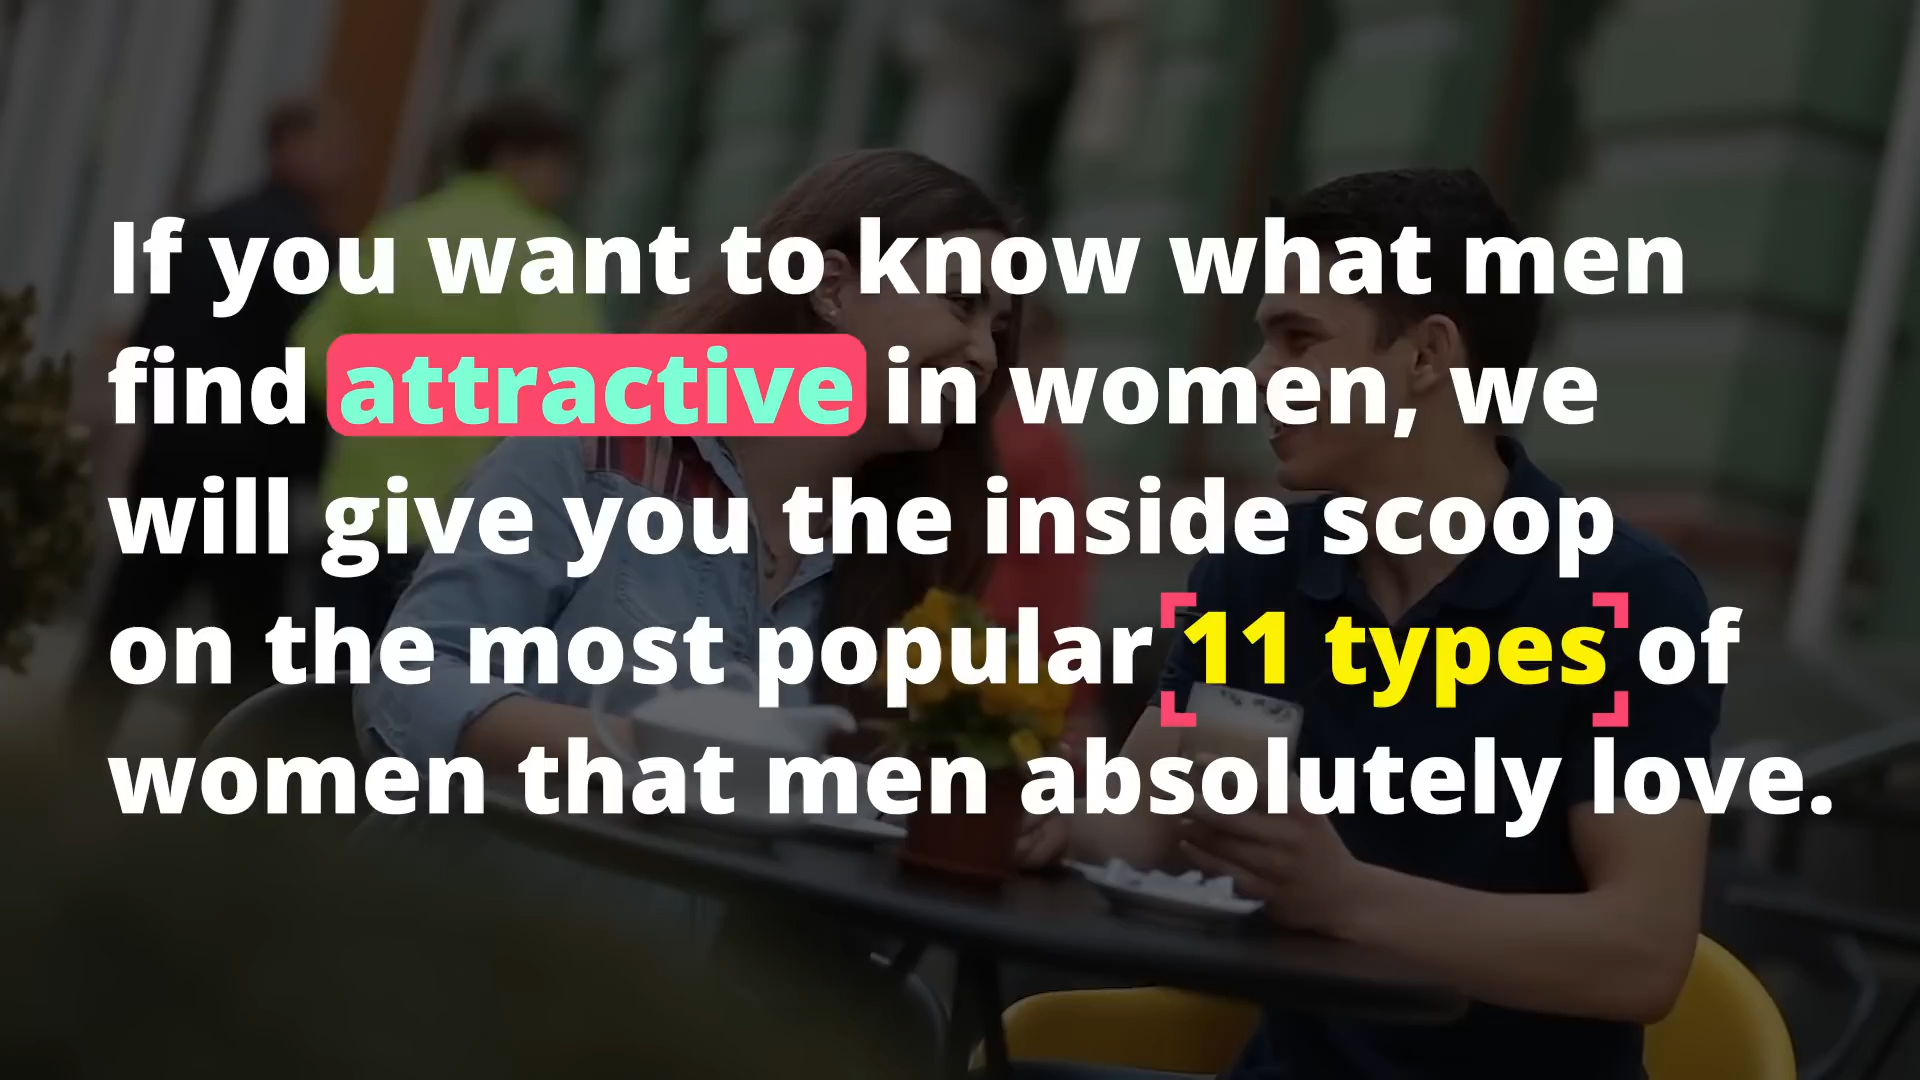 If you want to know what men
find attractive in women, we
will give you the inside scoop
on the most popular 11 types of
women that men absolutely love.